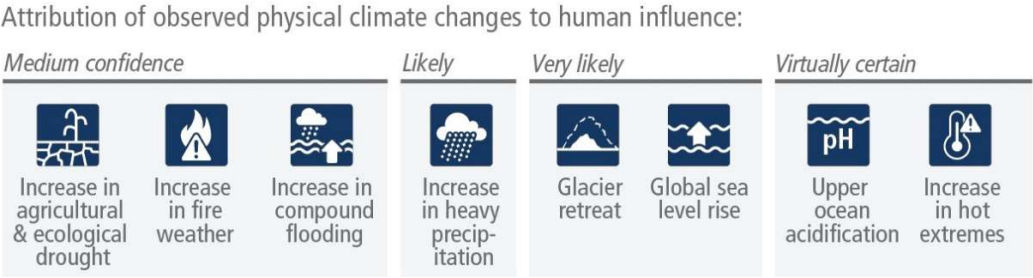 Attribution of observed physical climate changes to human influence:
Medium confidence
Likely
Very likely
Virtually certain
Increase in
agricultural
& ecological
drought
Increase
in fire
weather
Increase in
compound
flooding
Increase
in heavy
precip-
itation
Glacier
retreat
Global sea
level rise
pH
Upper
ocean
acidification
Increase
in hot
extremes